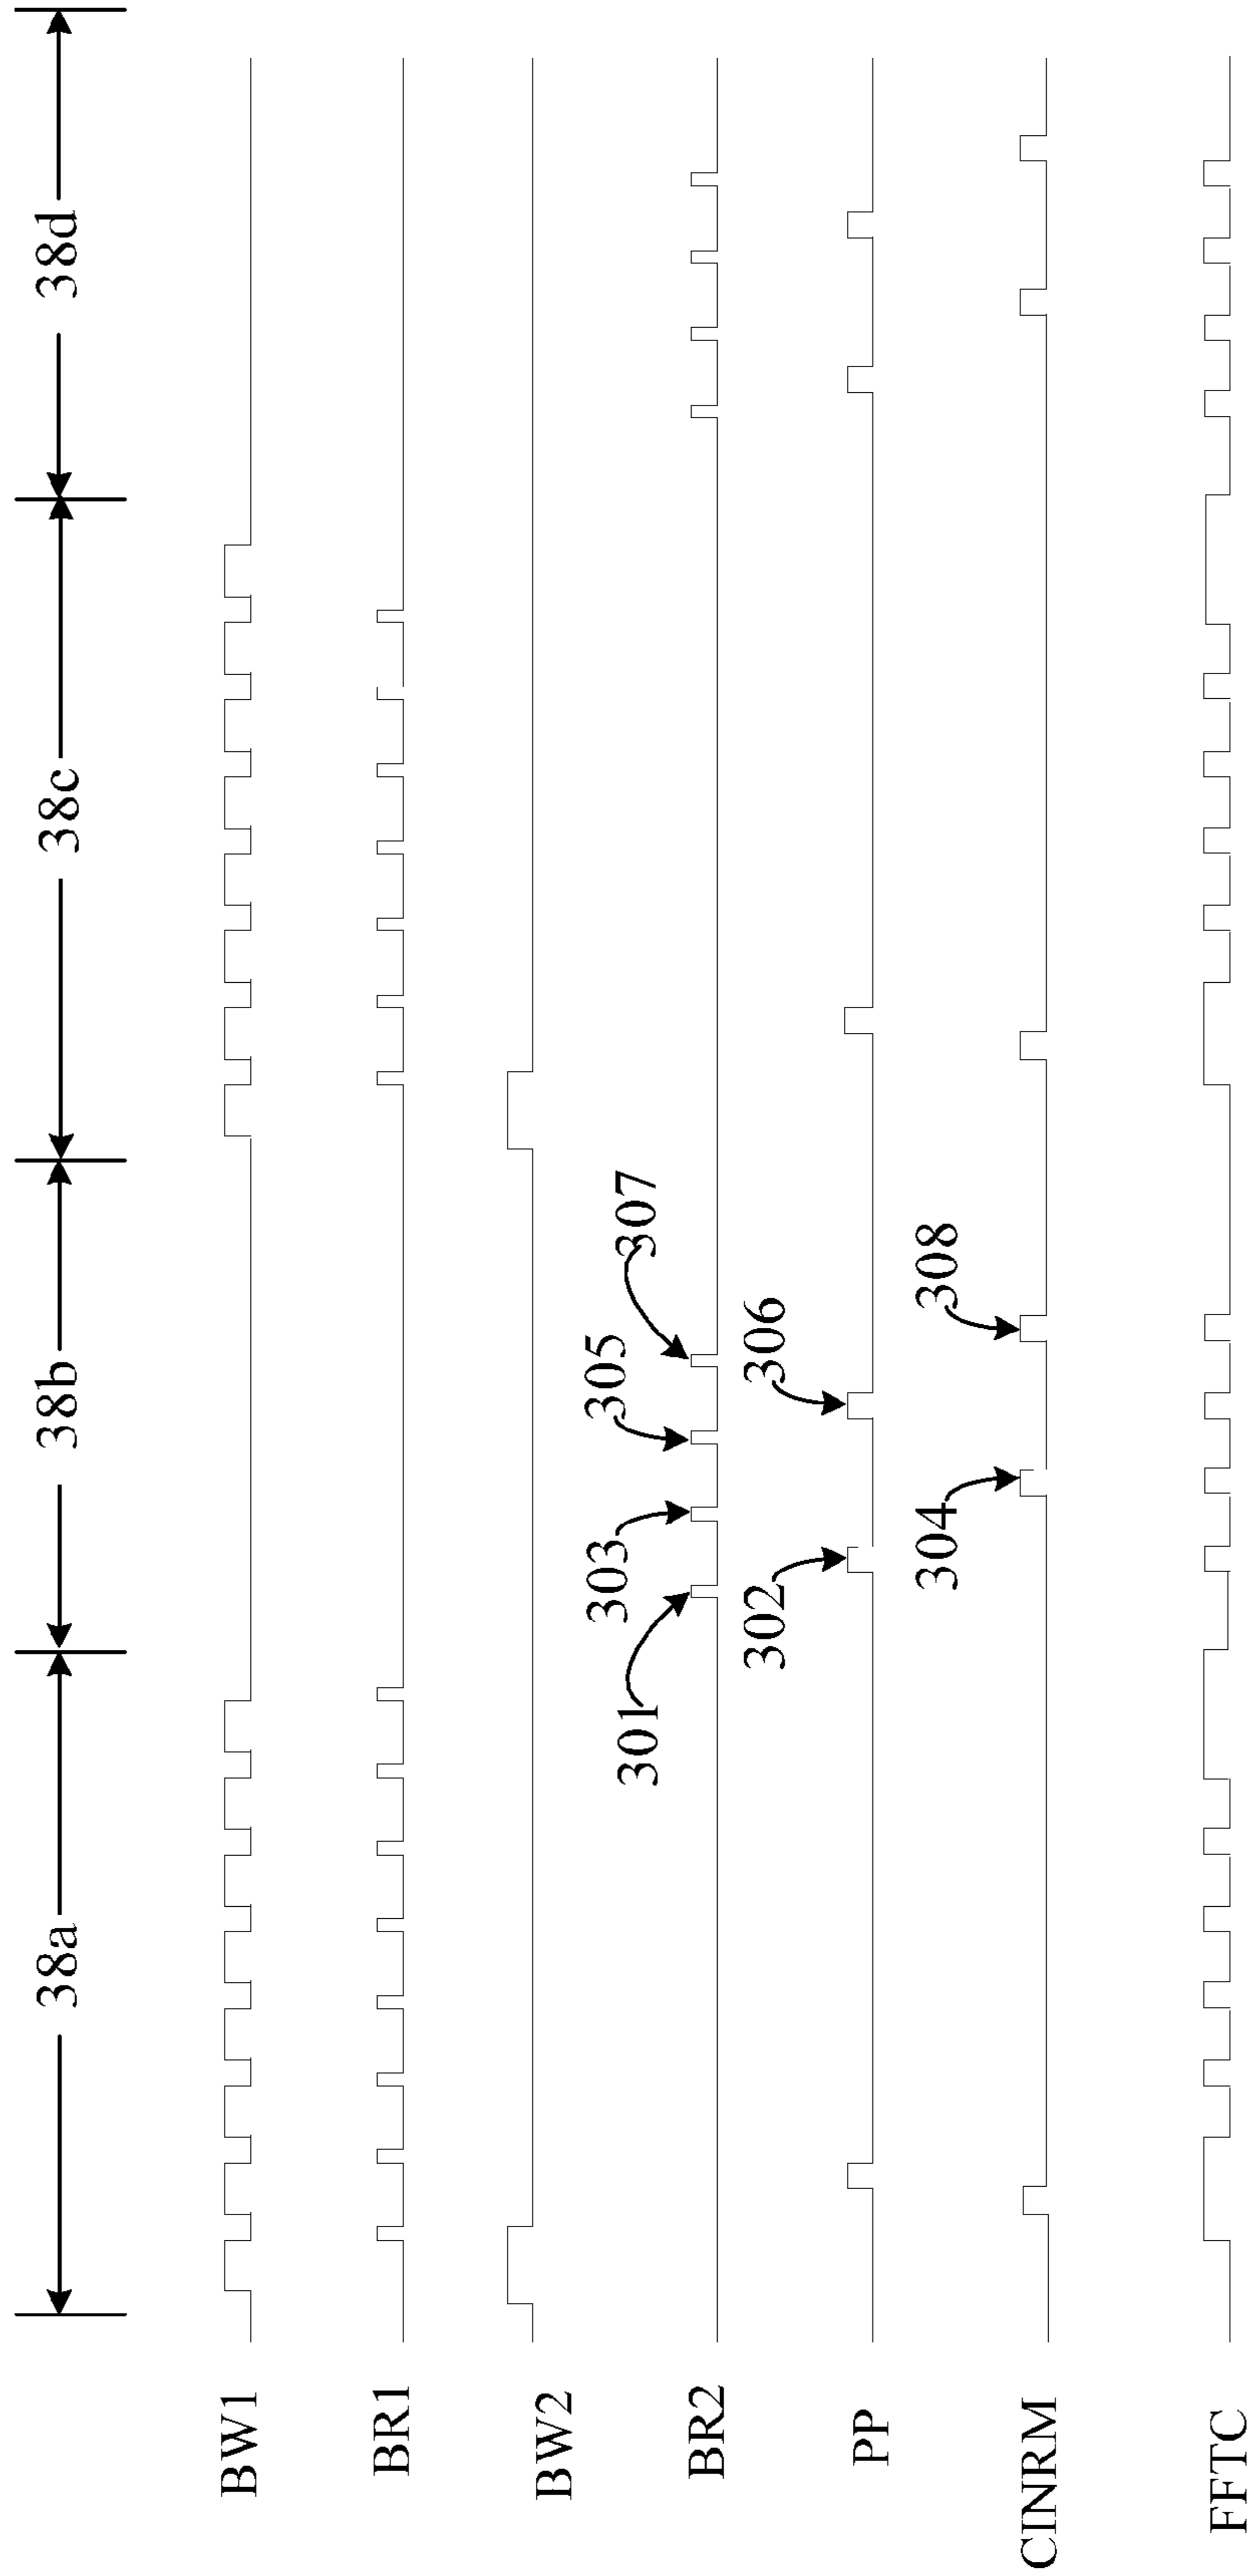 38a
38b
38c
38d
BW1
BR1
BW2
BR2
301
303
305
307
PP
302
306
CINRM
304
308
FFTC